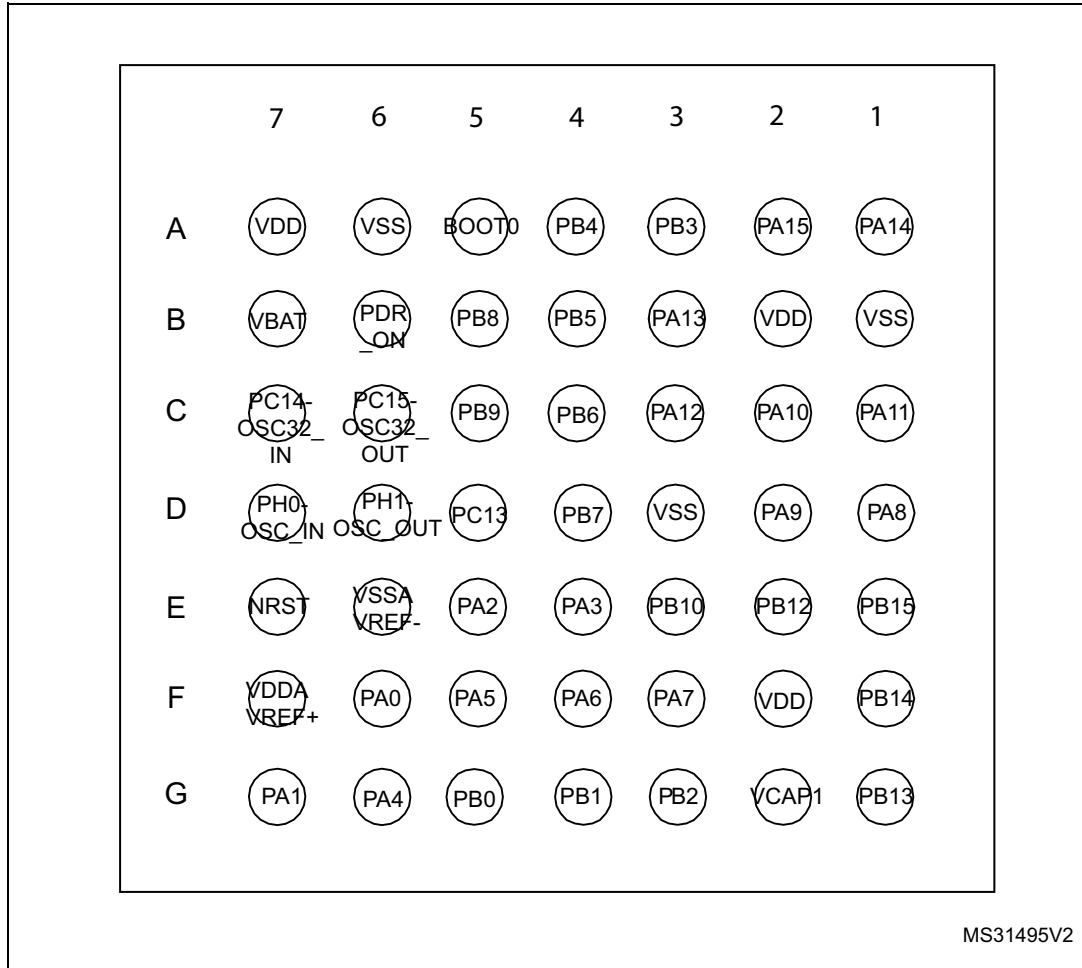 7 6 5 4 3 2 1
A VDD VSS BOOT0 PB4 PB3 PA15 PA14
B VBAT PDR_ON PB8 PB5 PA13 VDD VSS
C PC14-OSC32_IN PC15-OSC32_OUT PB9 PB6 PA12 PA10 PA11
D PH0-OSC_IN PH1-OSC_OUT PC13 PB7 VSS PA9 PA8
E NRST VSSA VREF- PA2 PA3 PB10 PB12 PB15
F VDDA VREF+ PA0 PA5 PA6 PA7 VDD PB14
G PA1 PA4 PB0 PB1 PB2 VCAP1 PB13
MS31495V2